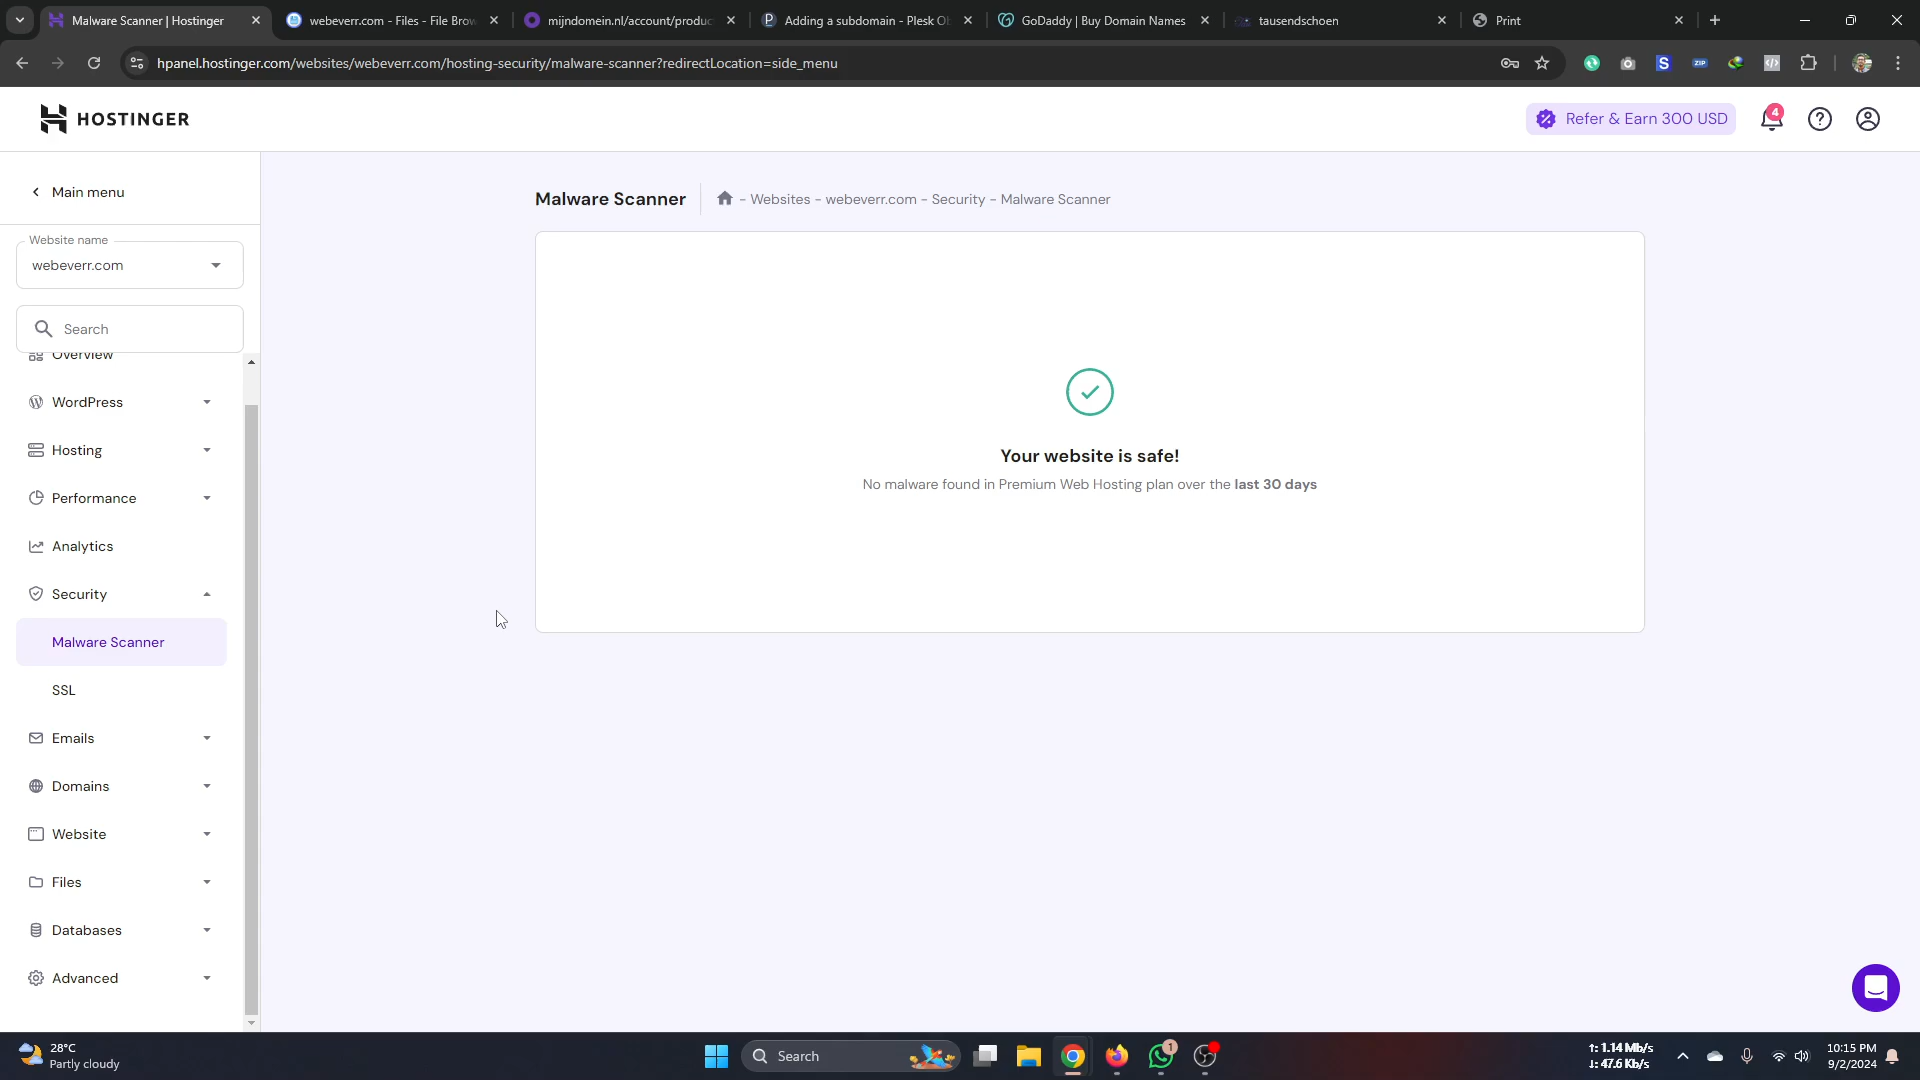 Malware Scanner | Hostinger
webeverr.com - Files - File Brow
mijndomein.nl/account/produc
Adding a subdomain - Plesk Ob
GoDaddy | Buy Domain Names
tausendschoen
Print
hpanel.hostinger.com/websites/webeverr.com/hosting-security/malware-scanner?redirectLocation=side_menu
S
ZIP
HOSTINGER
Refer & Earn 300 USD
4
Main menu
Malware Scanner
- Websites - webeverr.com - Security - Malware Scanner
Website name
webeverr.com
Search
Overview
WordPress
Hosting
Performance
Analytics
Security
Malware Scanner
SSL
Emails
Domains
Website
Files
Databases
Advanced
Your website is safe!
No malware found in Premium Web Hosting plan over the last 30 days
28°C
Partly cloudy
Search
1
↑: 1.14 Mb/s
↓: 47.6 Kb/s
10:15 PM
9/2/2024